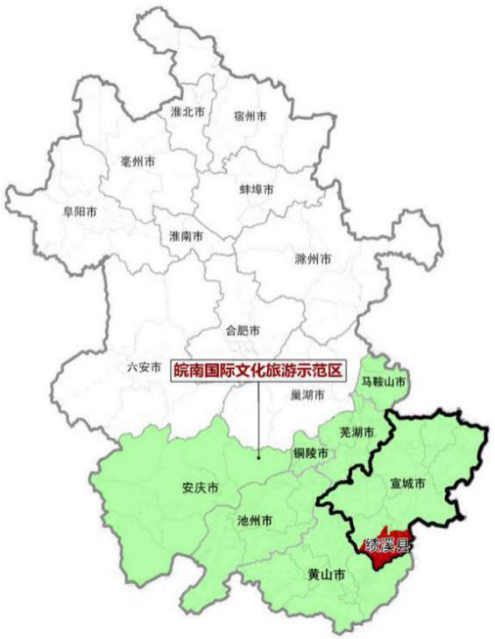 淮北市
宿州市
亳州市
蚌埠市
阜阳市
淮南市
滁州市
合肥市
六安市
皖南国际文化旅游示范区
马鞍山市
巢湖市
芜湖市
铜陵市
安庆市
宣城市
池州市
绩溪县
黄山市